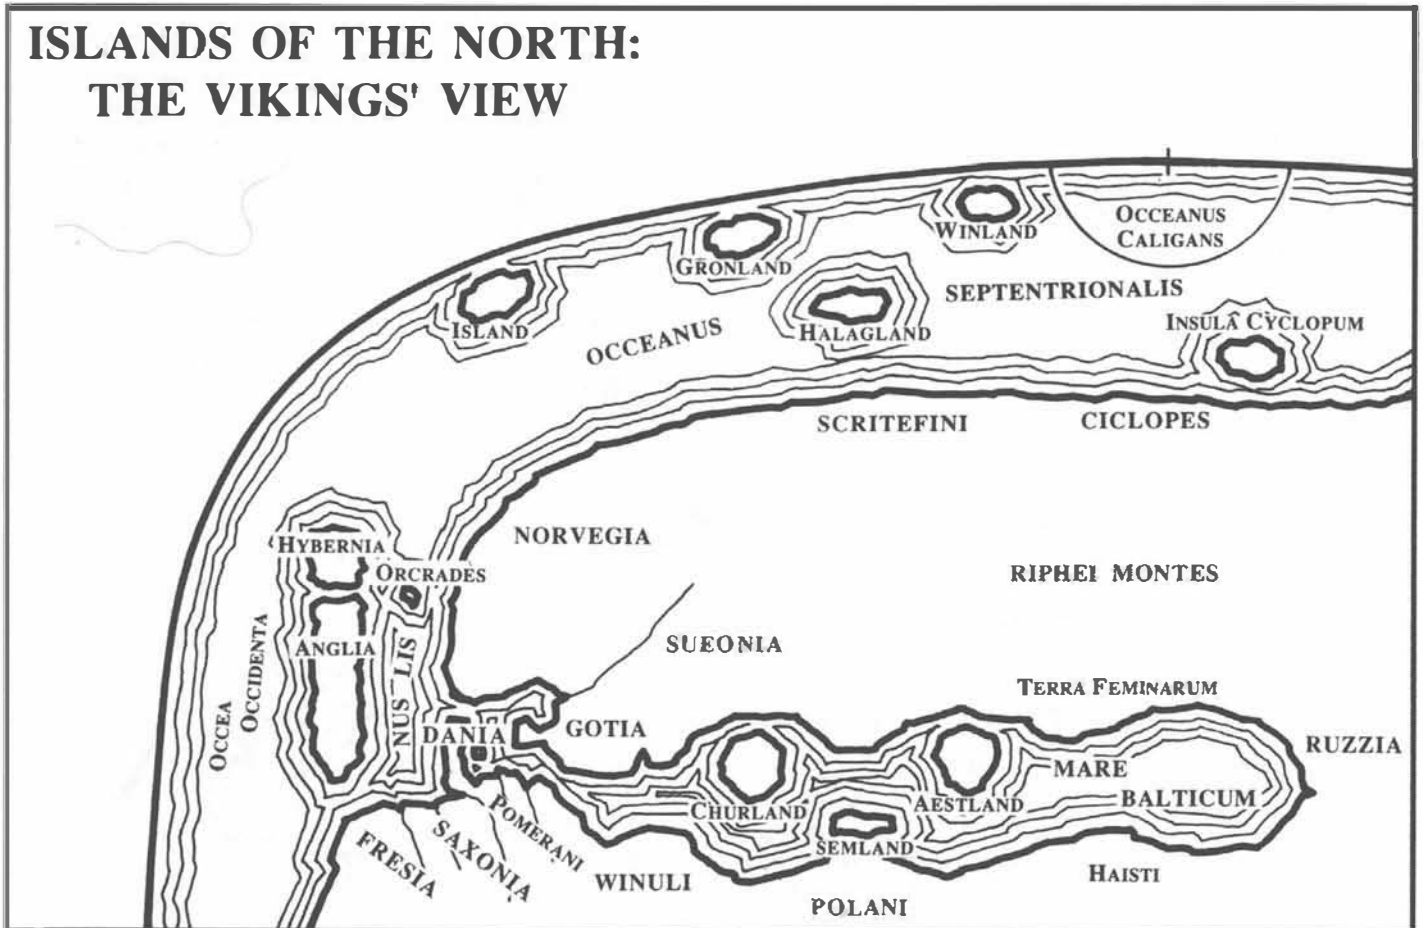 ISLANDS OF THE NORTH:
THE VIKINGS' VIEW
OCCEANUS
CALIGANS
WINLAND
GRONLAND
SEPTENTRIONALIS
ISLAND
HALAGLAND
INSULA CYCLOPUM
OCCEANUS
SCRITEFINI
CICLOPES
NORVEGIA
HYBERNIA
ORCRADES
RIPHEI MONTES
ANGLIA
SUEONIA
OCCEA
OCCIDENTA
NUS LIS
TERRA FEMINARUM
DANIA
GOTIA
RUZZIA
MARE
BALTICUM
CHURLAND
AESTLAND
SEMLAND
FRESIA
SAXONIA
POMERANI
WINULI
HAISTI
POLANI